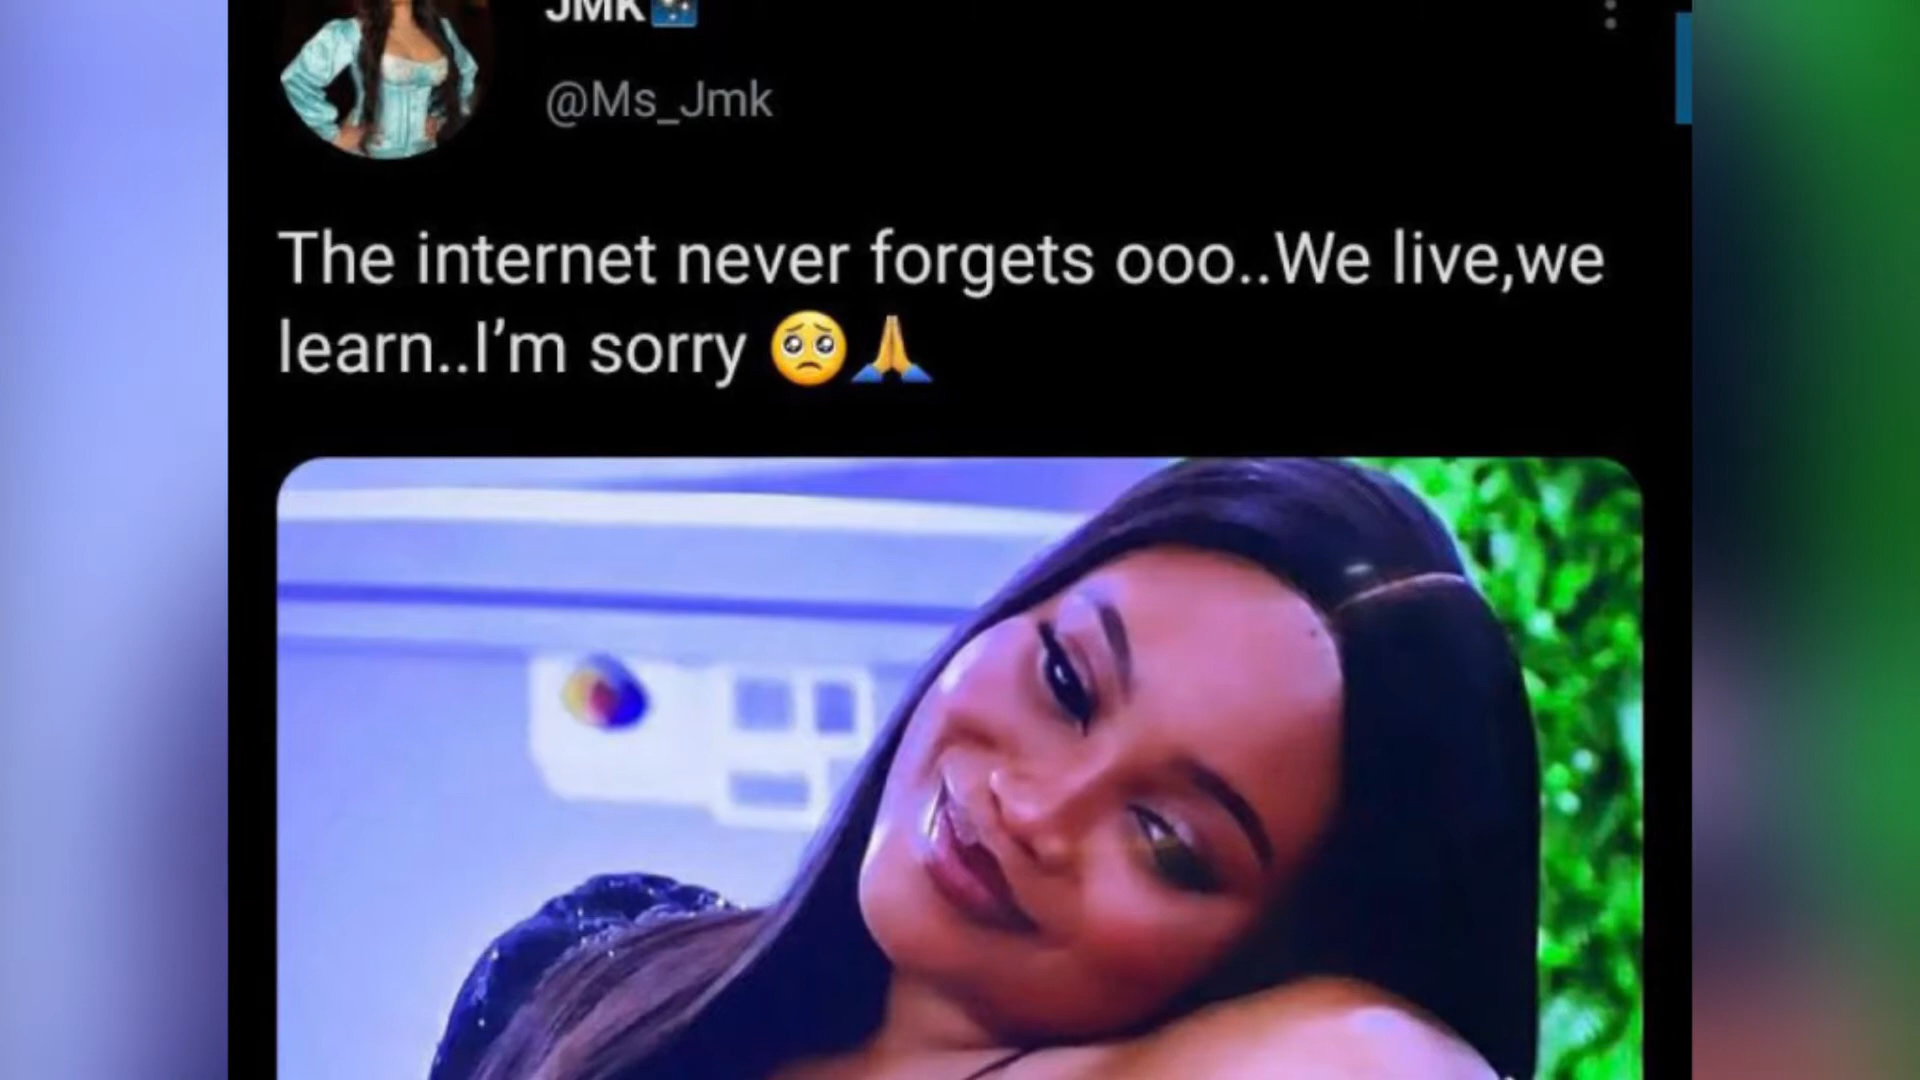 JMK
@Ms_Jmk
The internet never forgets ooo..We live,we
learn..I’m sorry 🥺🙏